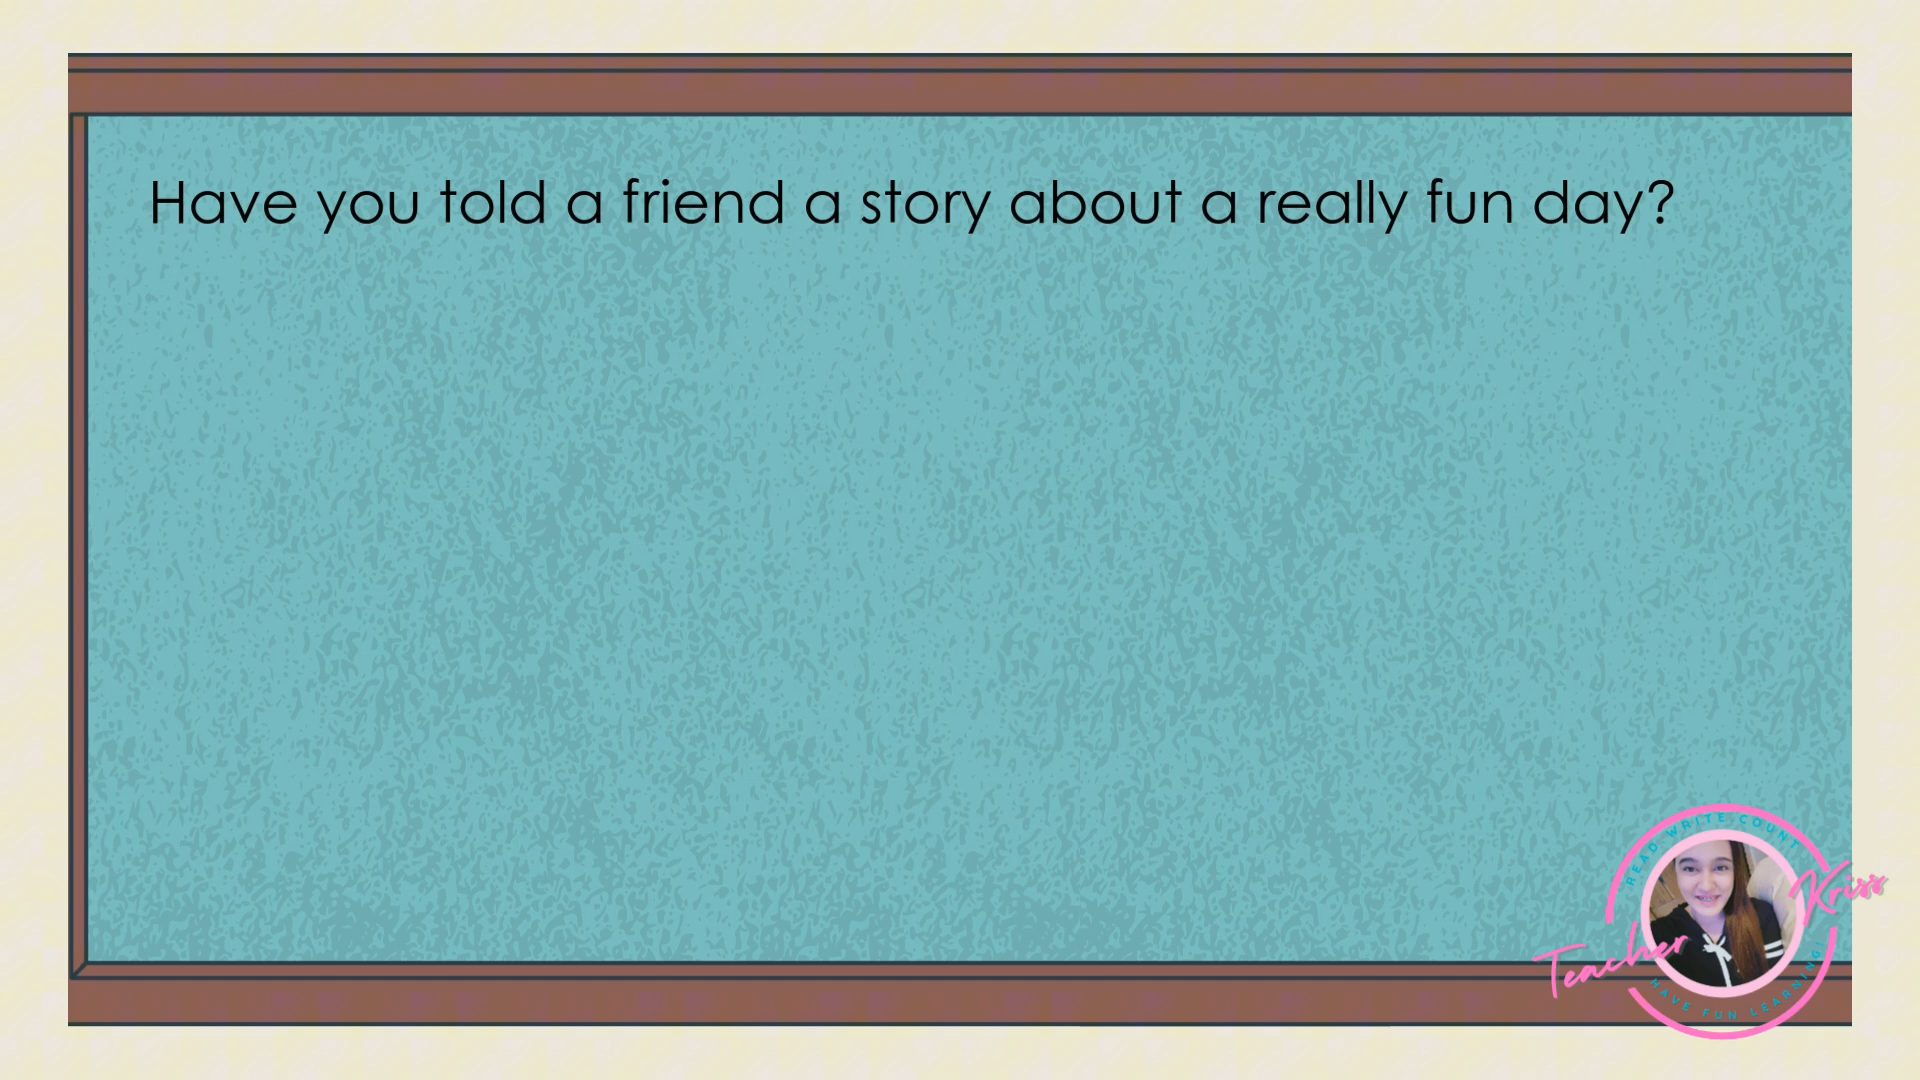 Have you told a friend a story about a really fun day?
READ.WRITE.COUNT
Teacher Kriss
HAVE FUN LEARNING!